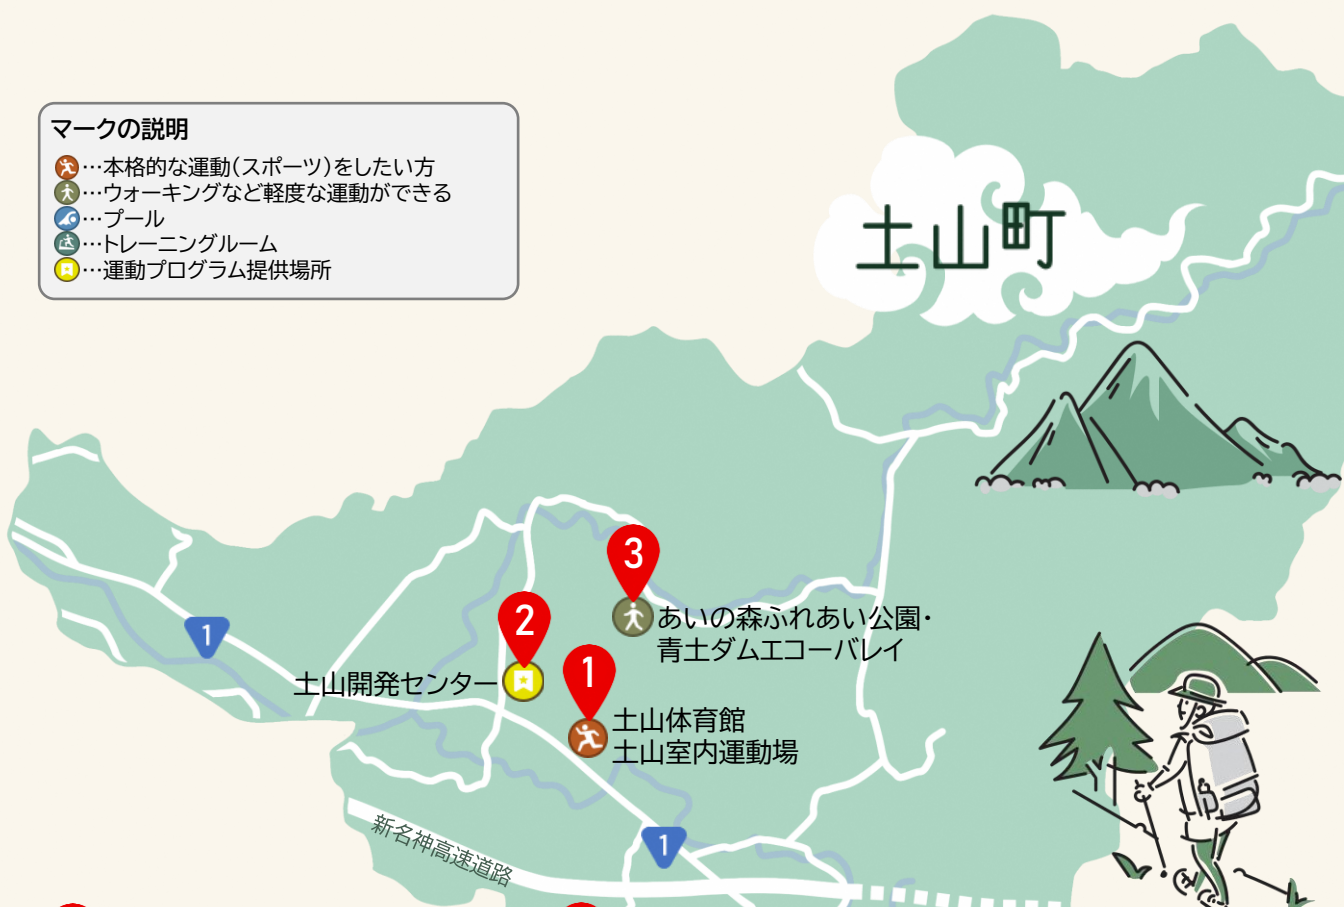 マークの説明
…本格的な運動(スポーツ)をしたい方
…ウォーキングなど軽度な運動ができる
…プール
…トレーニングルーム
…運動プログラム提供場所
土山町
3
あいの森ふれあい公園・
青土ダムエコーバレイ
2
土山開発センター
1
土山体育館
土山室内運動場
1
1
新名神高速道路